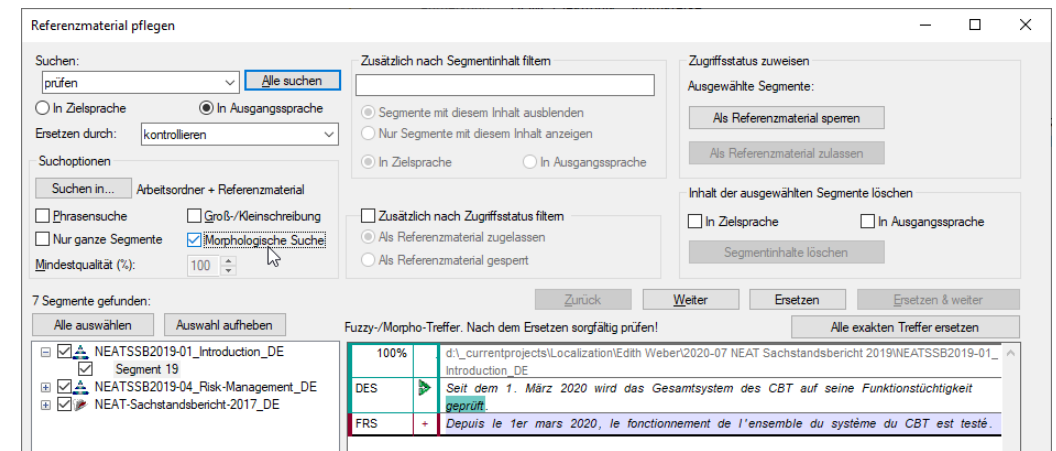 Referenzmaterial pflegen
Suchen:
prüfen
Alle suchen
In Zielsprache
In Ausgangssprache
Ersetzen durch:
kontrollieren
Suchoptionen
Suchen in...
Arbeitsordner + Referenzmaterial
Phrasensuche
Groß-/Kleinschreibung
Nur ganze Segmente
Morphologische Suche
Mindestqualität (%):
100
Zusätzlich nach Segmentinhalt filtern
Segmente mit diesem Inhalt ausblenden
Nur Segmente mit diesem Inhalt anzeigen
In Zielsprache
In Ausgangssprache
Zusätzlich nach Zugriffsstatus filtern
Als Referenzmaterial zugelassen
Als Referenzmaterial gesperrt
Zugriffsstatus zuweisen
Ausgewählte Segmente:
Als Referenzmaterial sperren
Als Referenzmaterial zulassen
Inhalt der ausgewählten Segmente löschen
In Zielsprache
In Ausgangssprache
Segmentinhalte löschen
7 Segmente gefunden:
Zurück
Weiter
Ersetzen
Ersetzen & weiter
Alle auswählen
Auswahl aufheben
Fuzzy-/Morpho-Treffer. Nach dem Ersetzen sorgfältig prüfen!
Alle exakten Treffer ersetzen
NEATSSB2019-01_Introduction_DE
Segment 19
NEATSSB2019-04_Risk-Management_DE
NEAT-Sachstandsbericht-2017_DE
100%
d:\_currentprojects\Localization\Edith Weber\2020-07 NEAT Sachstandsbericht 2019\NEATSSB2019-01_
Introduction_DE
DES
Seit dem 1. März 2020 wird das Gesamtsystem des CBT auf seine Funktionstüchtigkeit
geprüft.
FRS
+
Depuis le 1er mars 2020, le fonctionnement de l'ensemble du système du CBT est testé.